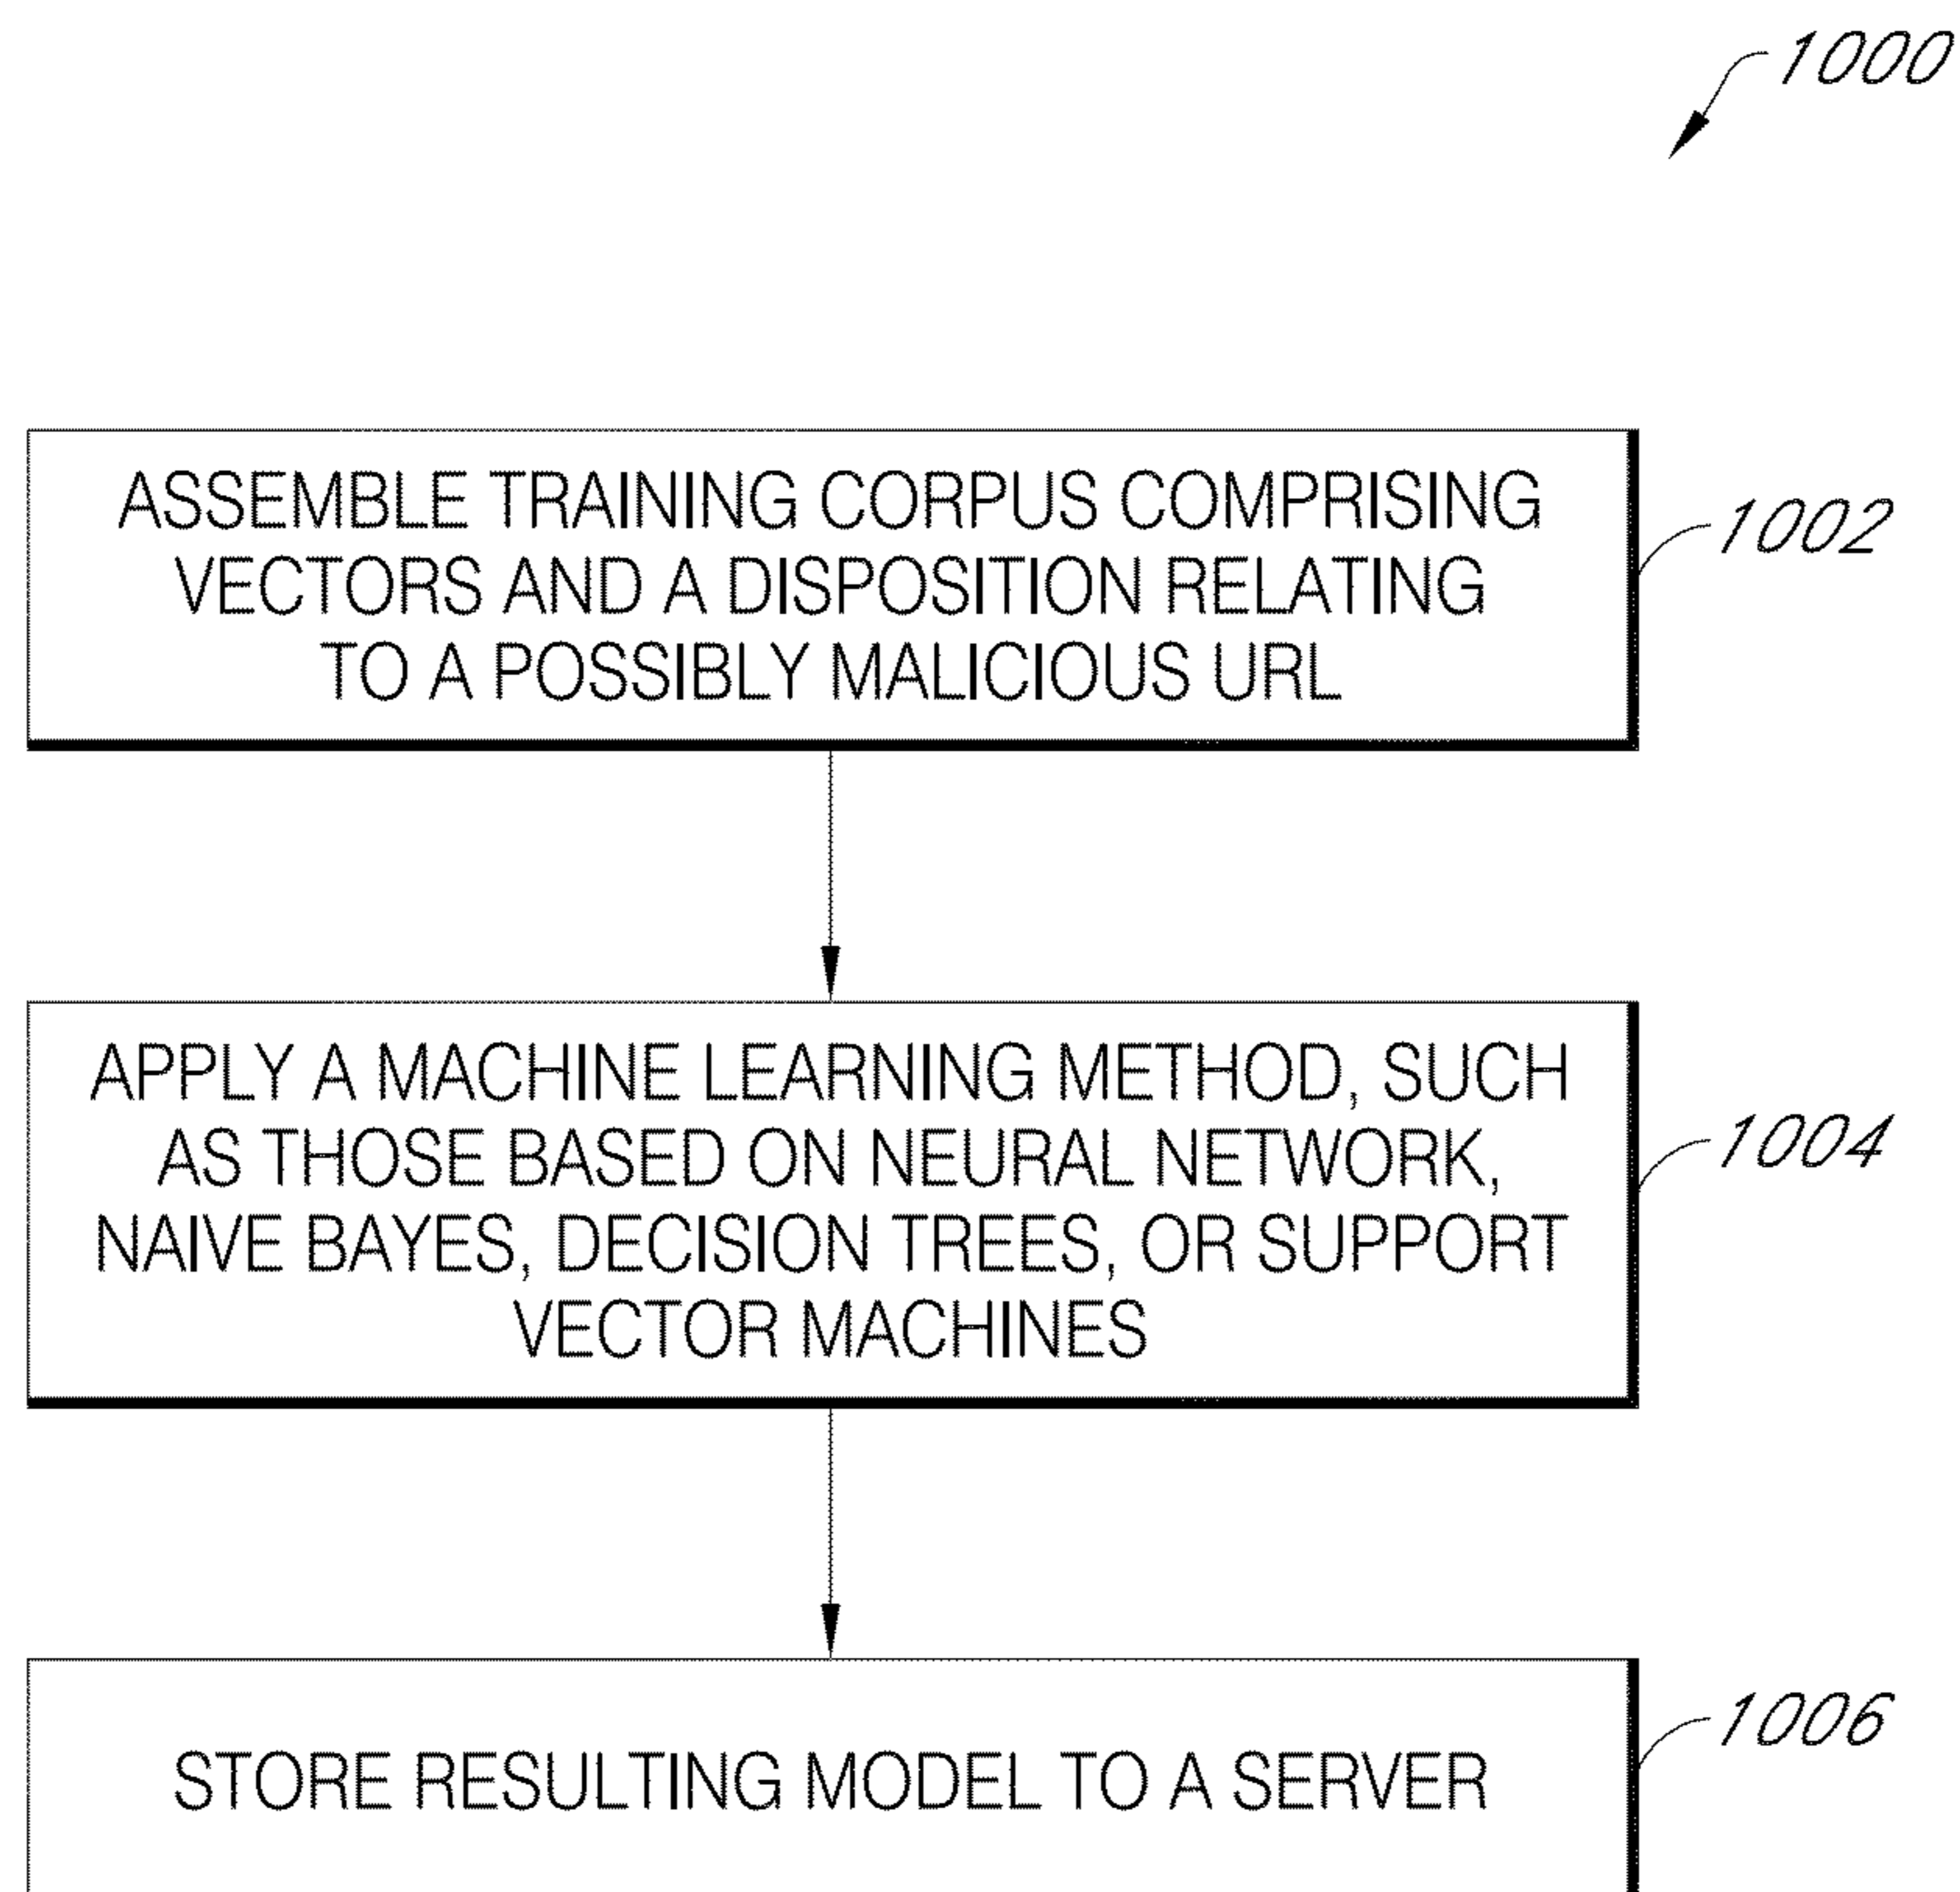 1000
ASSEMBLE TRAINING CORPUS COMPRISING
VECTORS AND A DISPOSITION RELATING
TO A POSSIBLY MALICIOUS URL
1002
APPLY A MACHINE LEARNING METHOD, SUCH
AS THOSE BASED ON NEURAL NETWORK,
NAIVE BAYES, DECISION TREES, OR SUPPORT
VECTOR MACHINES
1004
STORE RESULTING MODEL TO A SERVER
1006